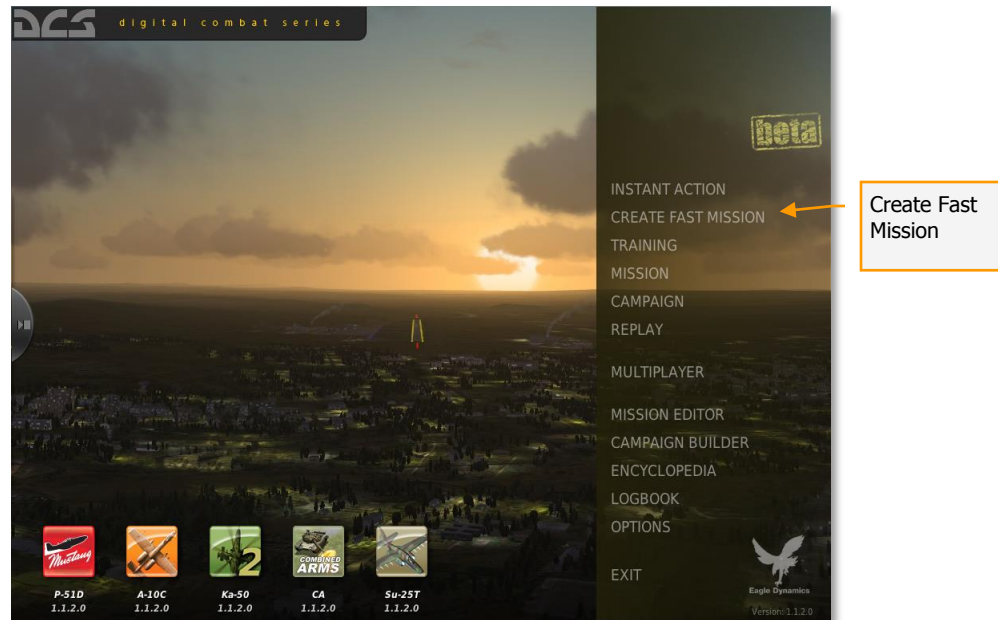 DCS digital combat series
beta
INSTANT ACTION
CREATE FAST MISSION
TRAINING
MISSION
CAMPAIGN
REPLAY
MULTIPLAYER
MISSION EDITOR
CAMPAIGN BUILDER
ENCYCLOPEDIA
LOGBOOK
OPTIONS
EXIT
Create Fast
Mission
Mustang
2
COMBINED
ARMS
P-51D A-10C Ka-50 CA Su-25T
1.1.2.0 1.1.2.0 1.1.2.0 1.1.2.0 1.1.2.0
Eagle Dynamics
Version: 1.1.2.0